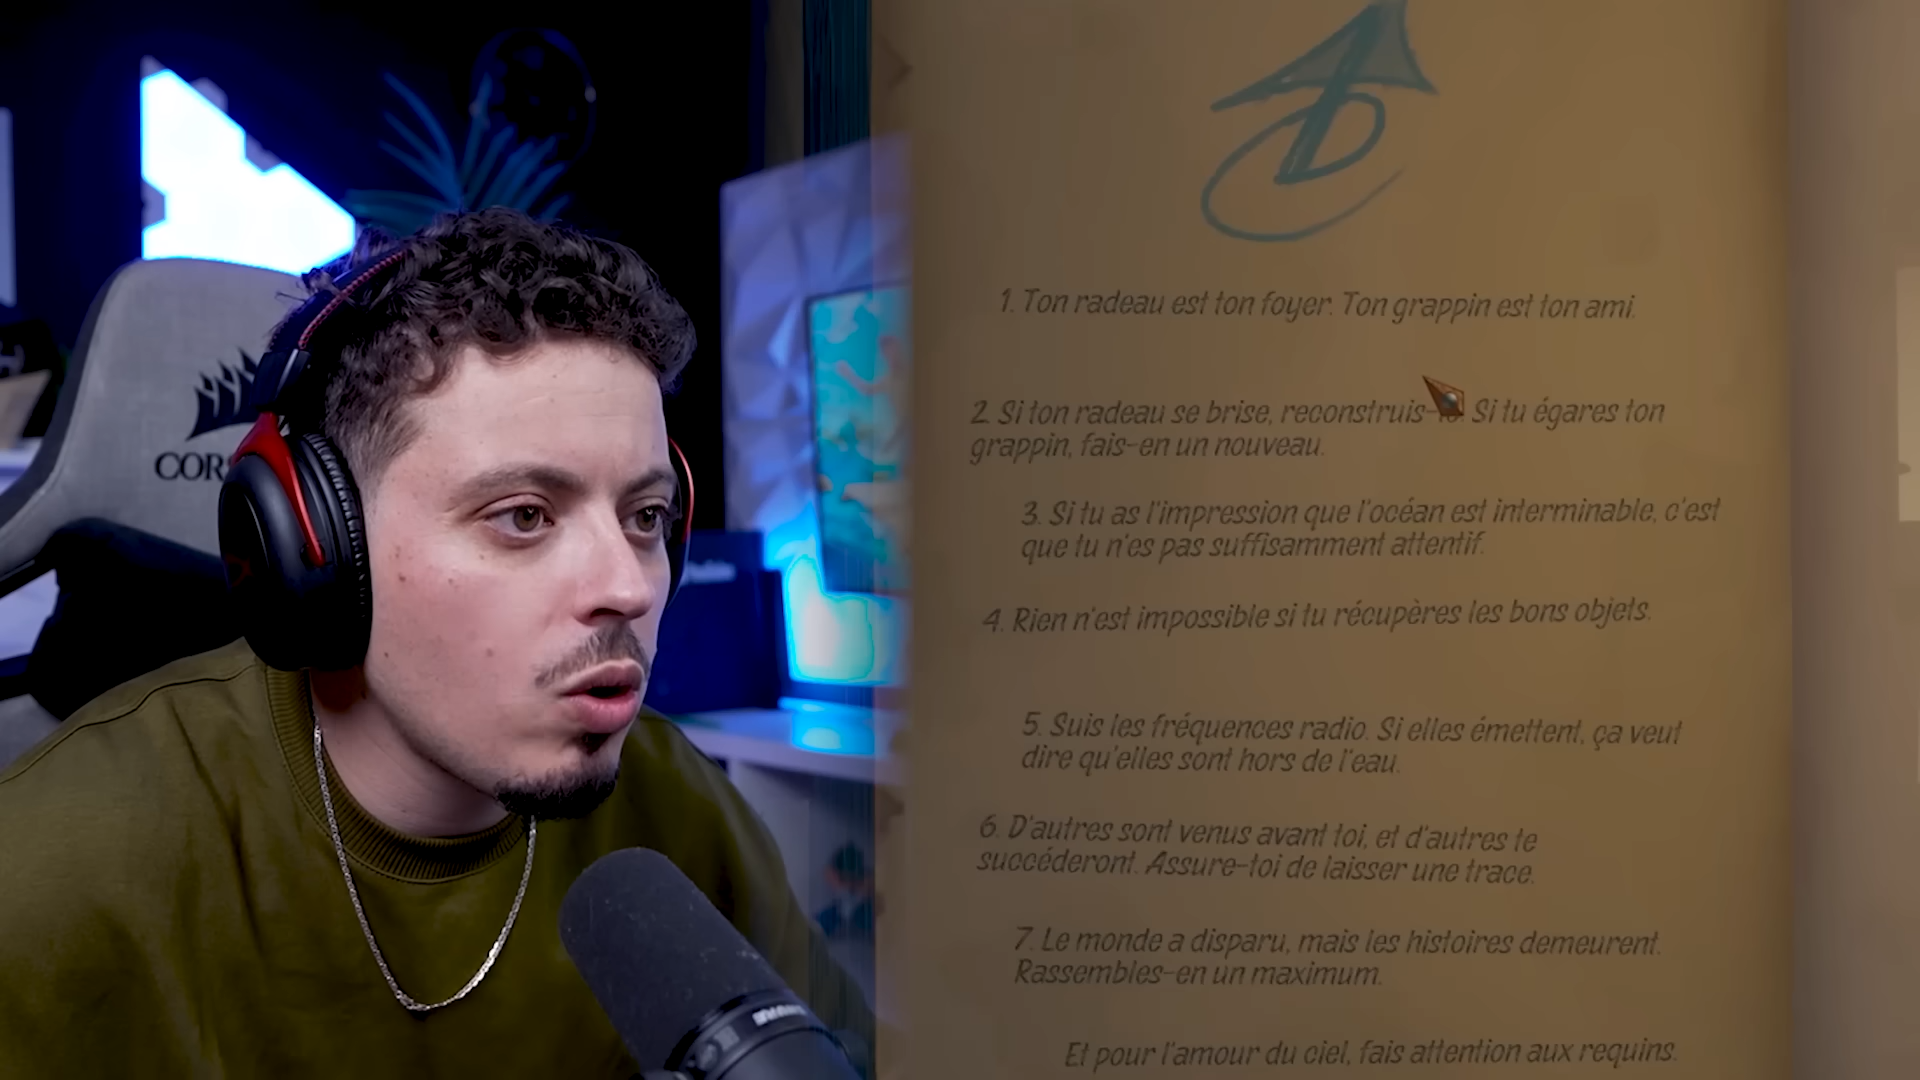 CORS
1. Ton radeau est ton foyer. Ton grappin est ton ami.
2. Si ton radeau se brise, reconstruis- Si tu égares ton
grappin, fais-en un nouveau.
3. Si tu as l'impression que l'océan est interminable, c'est
que tu n'es pas suffisamment attentif.
4. Rien n'est impossible si tu récupères les bons objets.
5. Suis les fréquences radio. Si elles émettent, ça veut
dire qu'elles sont hors de l'eau.
6. D'autres sont venus avant toi, et d'autres te
succéderont. Assure-toi de laisser une trace.
7. Le monde a disparu, mais les histoires demeurent.
Rassembles-en un maximum.
Et pour l'amour du ciel, fais attention aux requins.